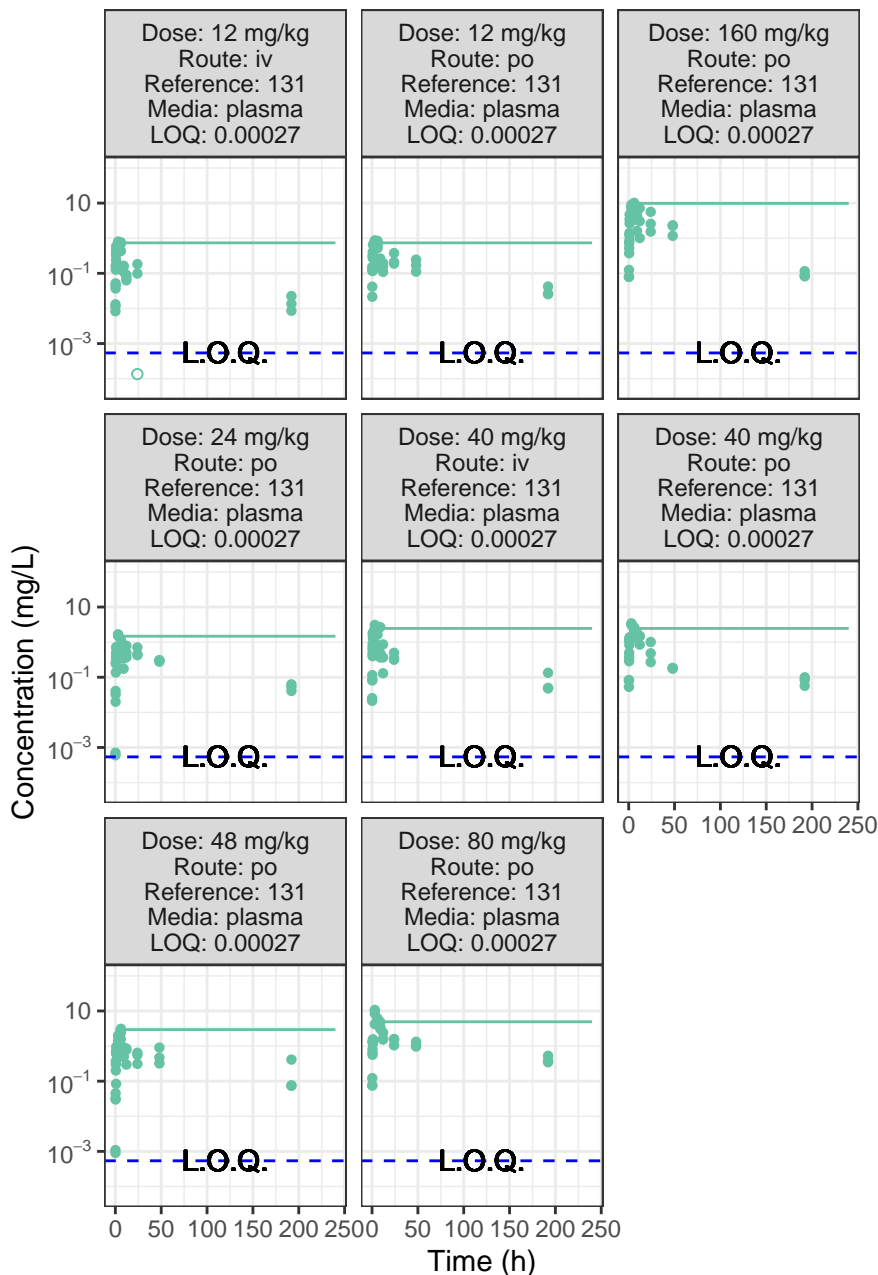 Dose: 12 mg/kg
Route: iv
Reference: 131
Media: plasma
LOQ: 0.00027
Dose: 12 mg/kg
Route: po
Reference: 131
Media: plasma
LOQ: 0.00027
Dose: 160 mg/kg
Route: po
Reference: 131
Media: plasma
LOQ: 0.00027
10
10⁻¹
10⁻³
L.O.Q.
L.O.Q.
L.O.Q.
Dose: 24 mg/kg
Route: po
Reference: 131
Media: plasma
LOQ: 0.00027
Dose: 40 mg/kg
Route: iv
Reference: 131
Media: plasma
LOQ: 0.00027
Dose: 40 mg/kg
Route: po
Reference: 131
Media: plasma
LOQ: 0.00027
Concentration (mg/L)
10
10⁻¹
10⁻³
L.O.Q.
L.O.Q.
L.O.Q.
0 50 100 150 200 250
Dose: 48 mg/kg
Route: po
Reference: 131
Media: plasma
LOQ: 0.00027
Dose: 80 mg/kg
Route: po
Reference: 131
Media: plasma
LOQ: 0.00027
10
10⁻¹
10⁻³
L.O.Q.
L.O.Q.
0 50 100 150 200 250
0 50 100 150 200 250
Time (h)